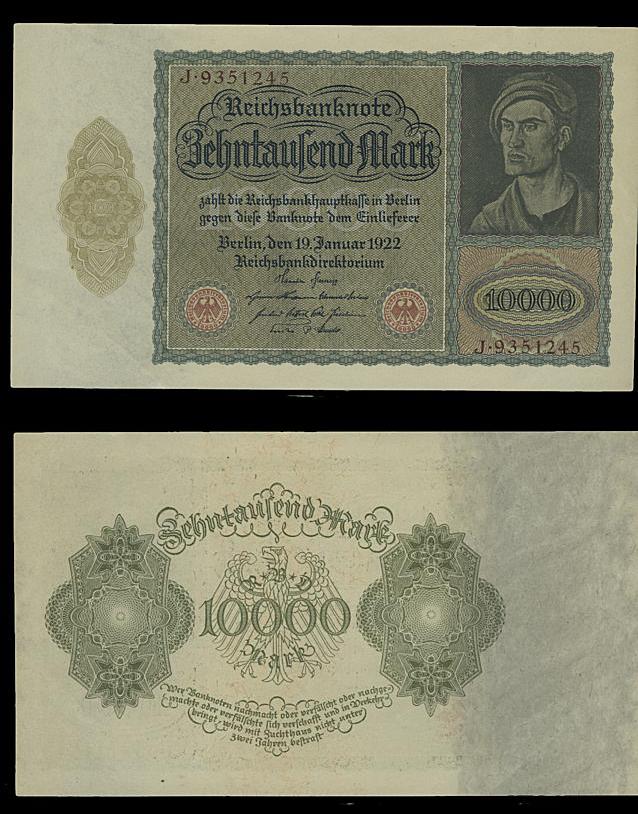 J·9351245
Reichsbanknote
Zehntausend Mark
zahlt die Reichsbankhauptkasse in Berlin
gegen diese Banknote dem Einlieferer
Berlin, den 19. Januar 1922
Reichsbankdirektorium
10000
J·9351245
Zehntausend Mark
R B D
10000
Mark
Wer Banknoten nachmacht oder verfälscht oder nachge-
machte oder verfälschte sich verschafft und in Verkehr
bringt, wird mit Zuchthaus nicht unter
zwei Jahren bestraft